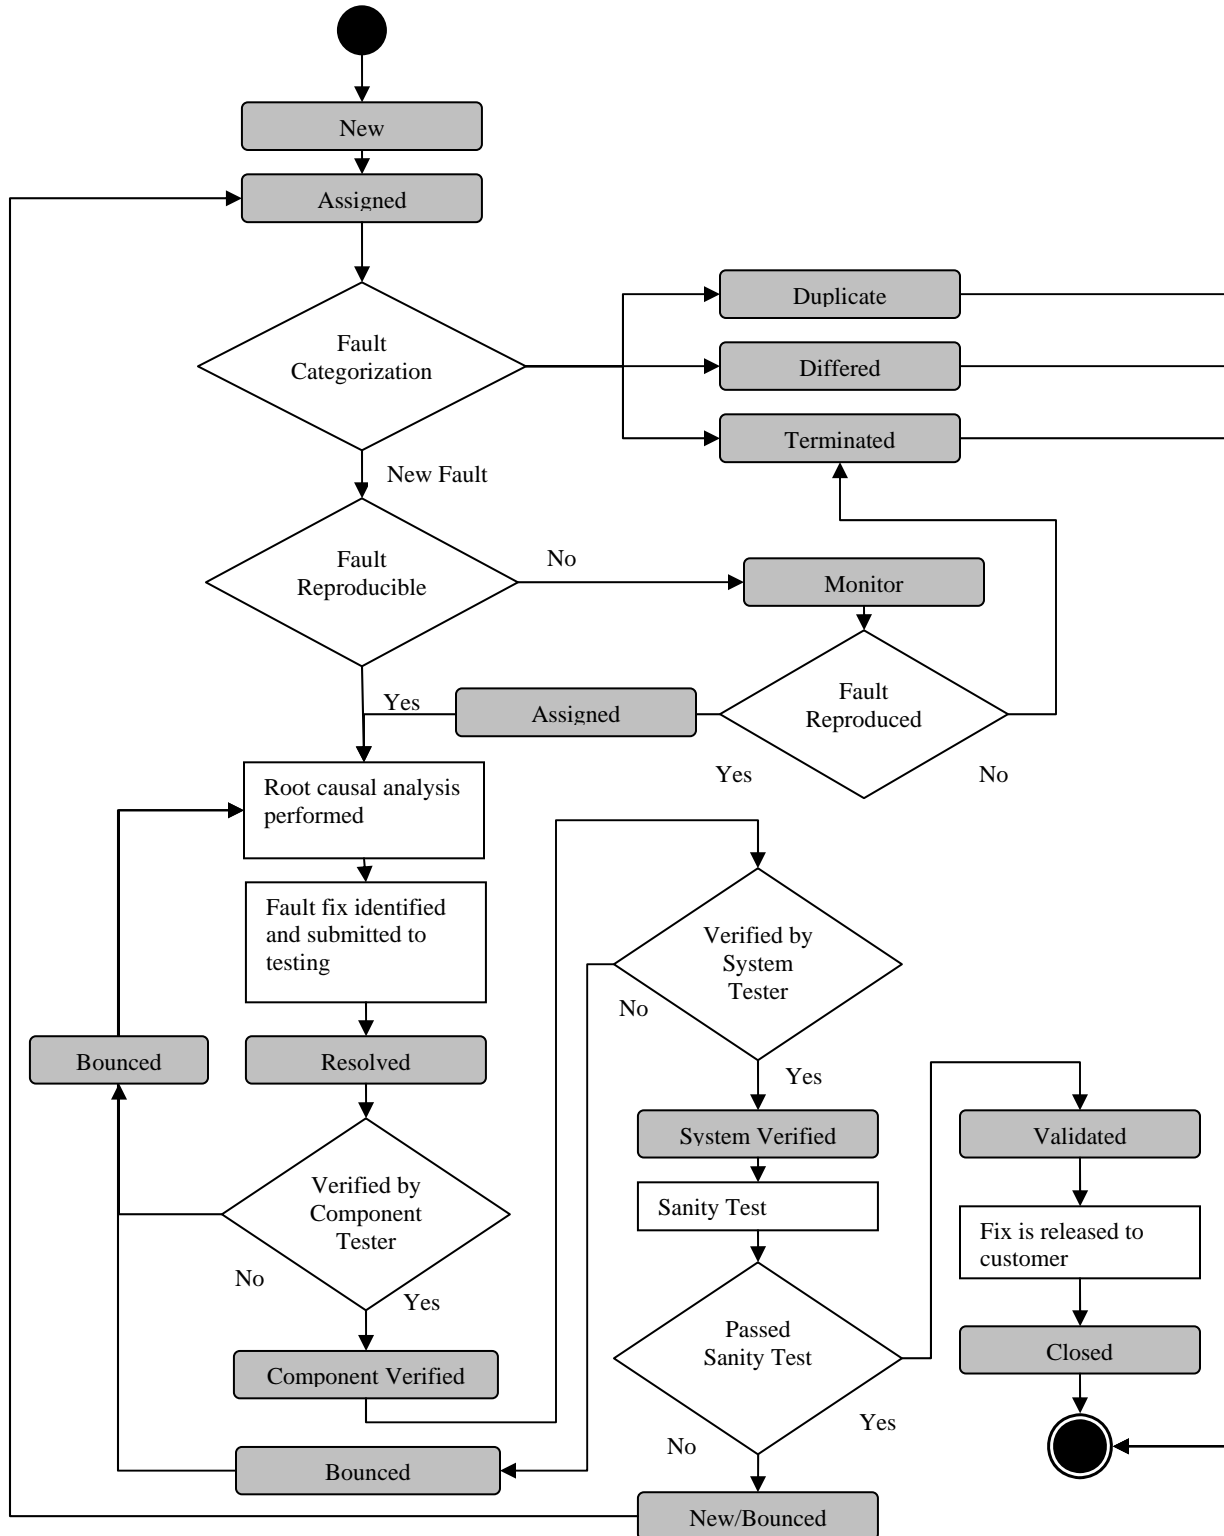 New
Assigned
Duplicate
Fault
Categorization
Differed
Terminated
New Fault
Fault
Reproducible
No
Monitor
Yes
Assigned
Fault
Reproduced
Yes
No
Root causal analysis
performed
Fault fix identified
and submitted to
testing
Verified by
System
Tester
No
Bounced
Resolved
Yes
System Verified
Validated
Verified by
Component
Tester
Sanity Test
Fix is released to
customer
No
Yes
Passed
Sanity Test
Closed
Component Verified
Yes
No
Bounced
New/Bounced